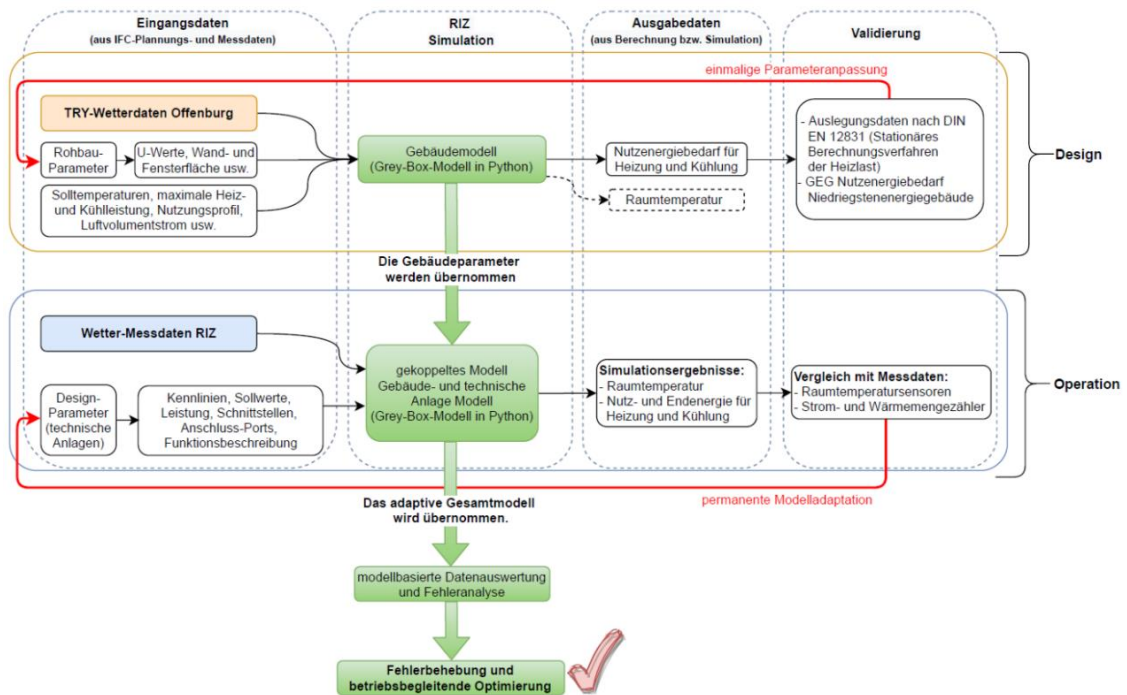 Eingangsdaten
(aus IFC-Plannungs- und Messdaten)
RIZ
Simulation
Ausgabedaten
(aus Berechnung bzw. Simulation)
Validierung
einmalige Parameteranpassung
TRY-Wetterdaten Offenburg
Rohbau-
Parameter
U-Werte, Wand- und
Fensterfläche usw.
Solltemperaturen, maximale Heiz-
und Kühlleistung, Nutzungsprofil,
Luftvolumentstrom usw.
Gebäudemodell
(Grey-Box-Modell in Python)
Nutzenergiebedarf für
Heizung und Kühlung
Raumtemperatur
- Auslegungsdaten nach DIN
EN 12831 (Stationäres
Berechnungsverfahren
der Heizlast)
- GEG Nutzenergiebedarf
Niedriegstenenergiegebäude
Design
Die Gebäudeparameter
werden übernommen
Wetter-Messdaten RIZ
Design-
Parameter
(technische
Anlagen)
Kennlinien, Sollwerte,
Leistung, Schnittstellen,
Anschluss-Ports,
Funktionsbeschreibung
gekoppeltes Modell
Gebäude- und technische
Anlage Modell
(Grey-Box-Modell in Python)
Simulationsergebnisse:
- Raumtemperatur
- Nutz- und Endenergie für
Heizung und Kühlung
Vergleich mit Messdaten:
- Raumtemperatursensoren
- Strom- und Wärmemengezähler
Operation
permanente Modelladaptation
Das adaptive Gesamtmodell
wird übernommen.
modellbasierte Datenauswertung
und Fehleranalyse
Fehlerbehebung und
betriebsbegleitende Optimierung